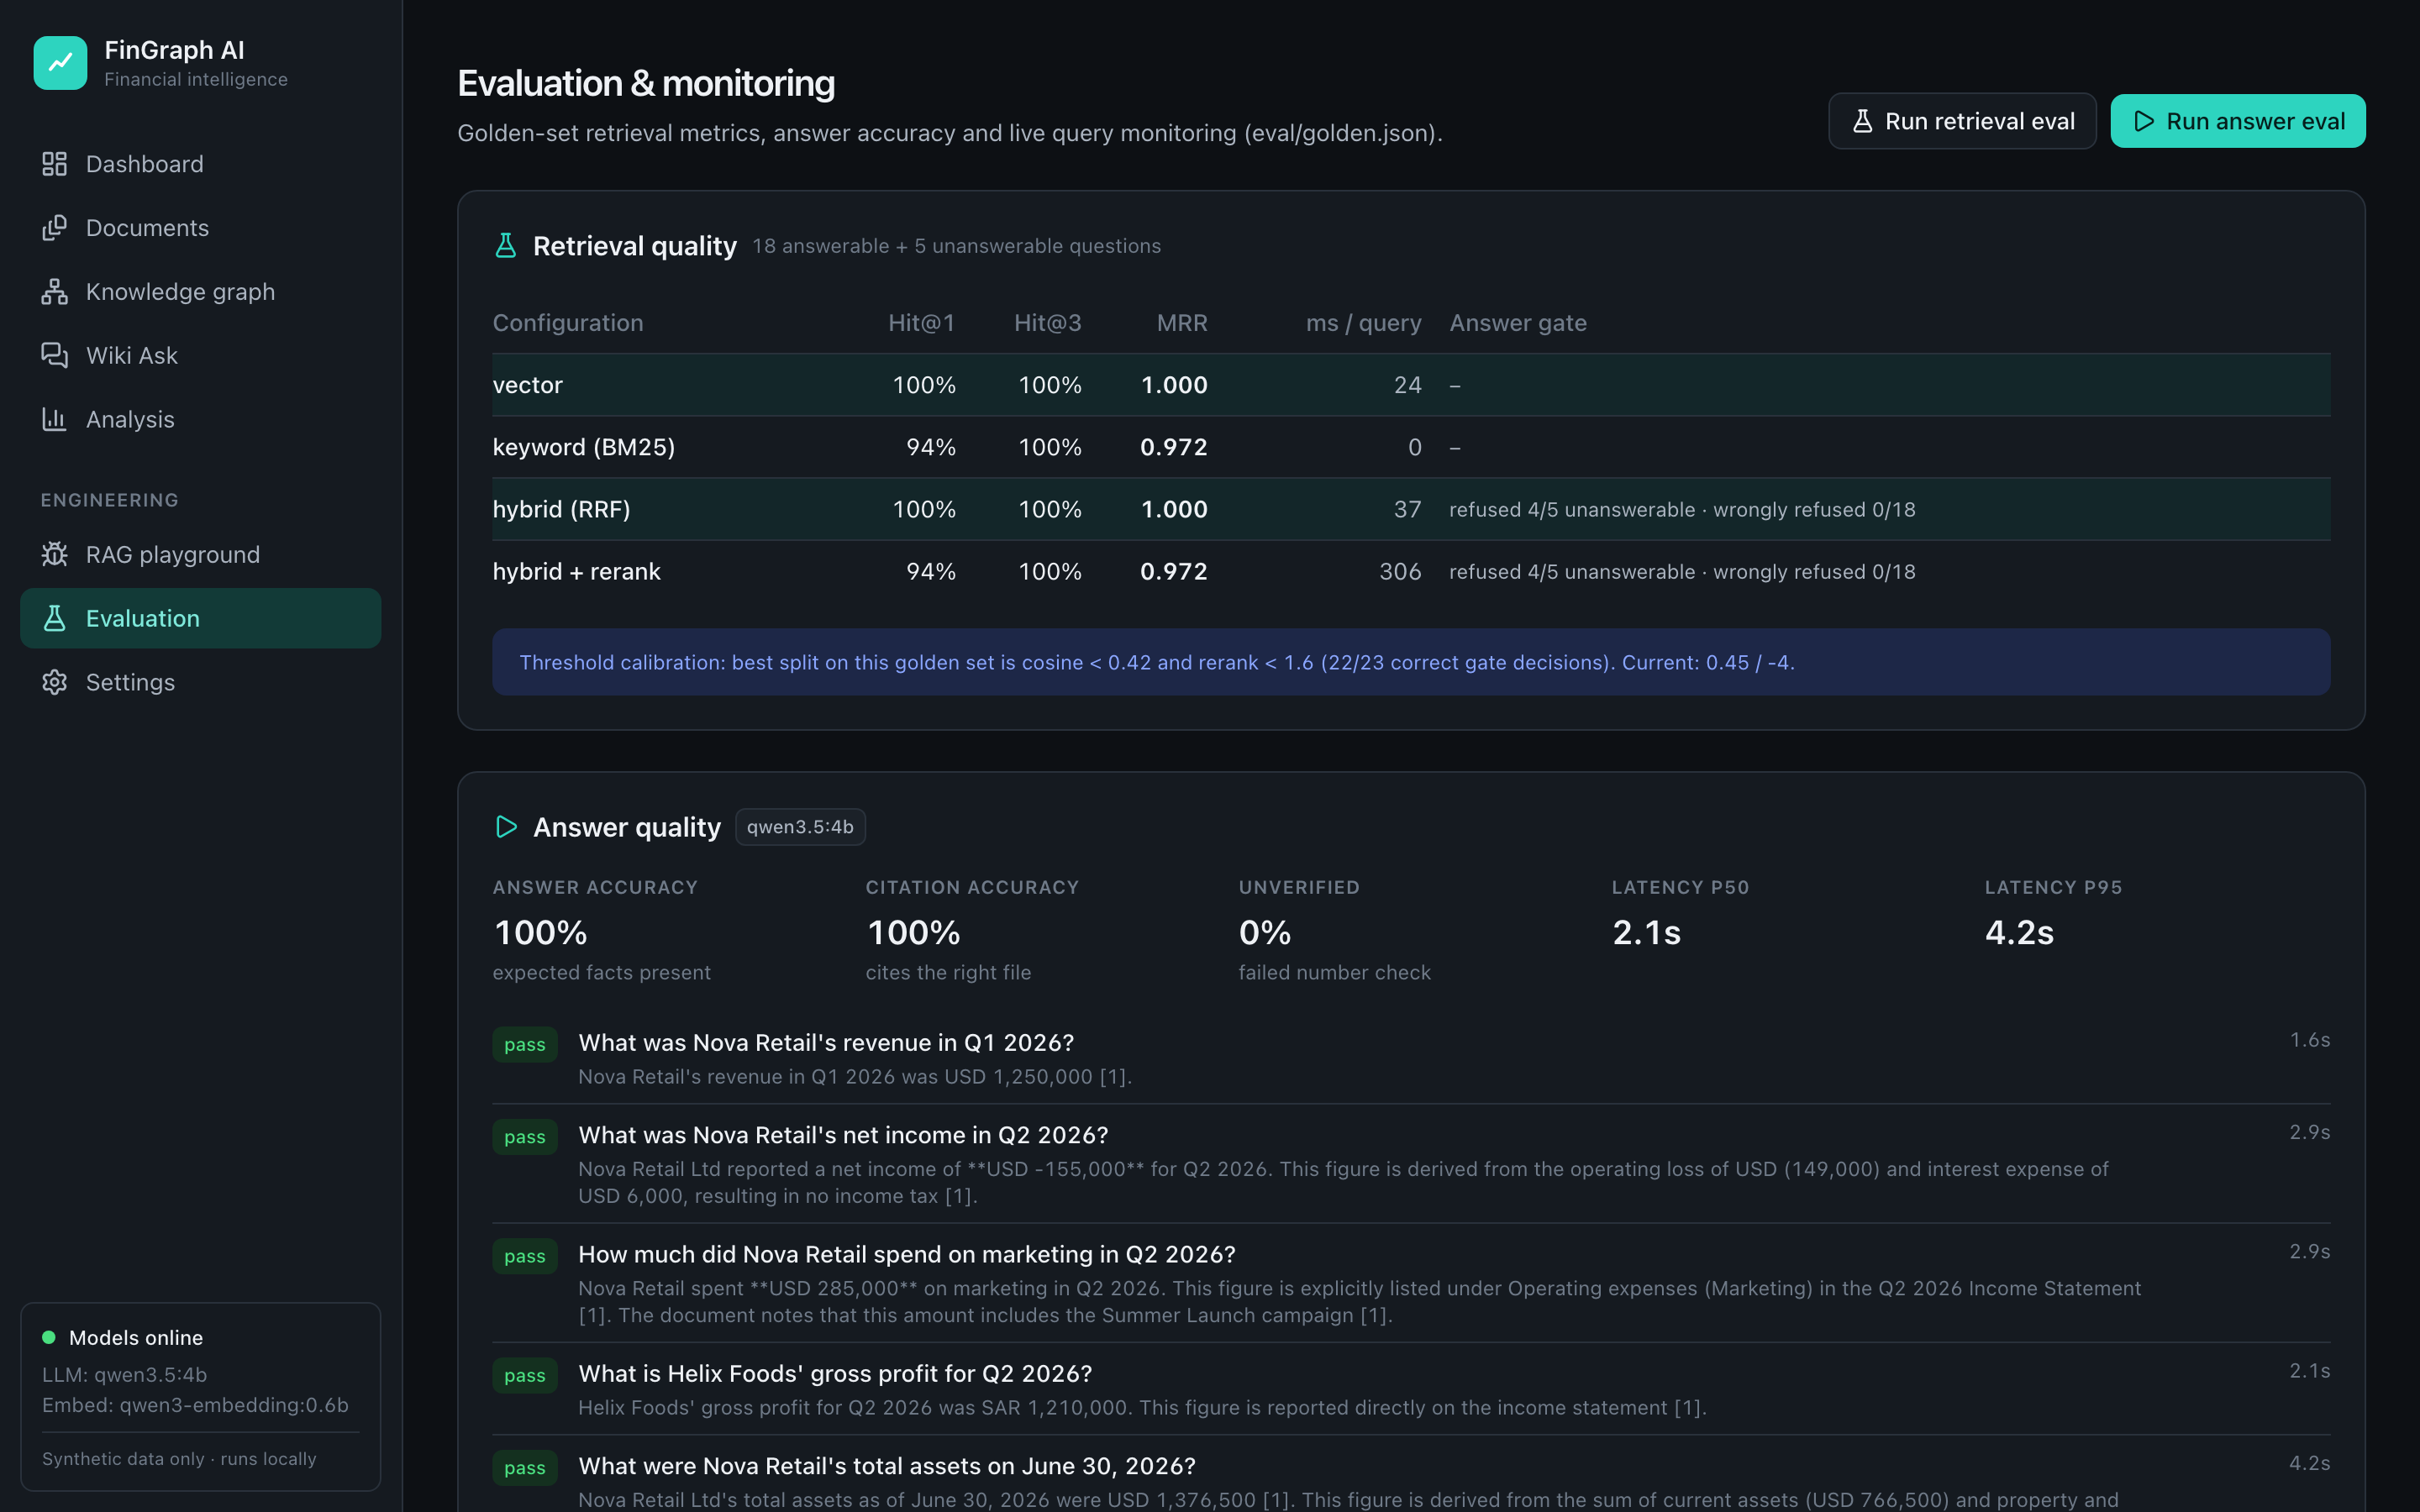 FinGraph AI
Financial intelligence
Dashboard
Documents
Knowledge graph
Wiki Ask
Analysis
ENGINEERING
RAG playground
Evaluation
Settings
Models online
LLM: qwen3.5:4b
Embed: qwen3-embedding:0.6b
Synthetic data only · runs locally
Evaluation & monitoring
Golden-set retrieval metrics, answer accuracy and live query monitoring (eval/golden.json).
Run retrieval eval
Run answer eval
Retrieval quality 18 answerable + 5 unanswerable questions
Configuration Hit@1 Hit@3 MRR ms / query Answer gate
vector 100% 100% 1.000 24 –
keyword (BM25) 94% 100% 0.972 0 –
hybrid (RRF) 100% 100% 1.000 37 refused 4/5 unanswerable · wrongly refused 0/18
hybrid + rerank 94% 100% 0.972 306 refused 4/5 unanswerable · wrongly refused 0/18
Threshold calibration: best split on this golden set is cosine < 0.42 and rerank < 1.6 (22/23 correct gate decisions). Current: 0.45 / -4.
Answer quality qwen3.5:4b
ANSWER ACCURACY CITATION ACCURACY UNVERIFIED LATENCY P50 LATENCY P95
100% 100% 0% 2.1s 4.2s
expected facts present cites the right file failed number check
pass What was Nova Retail's revenue in Q1 2026? 1.6s
Nova Retail's revenue in Q1 2026 was USD 1,250,000 [1].
pass What was Nova Retail's net income in Q2 2026? 2.9s
Nova Retail Ltd reported a net income of **USD -155,000** for Q2 2026. This figure is derived from the operating loss of USD (149,000) and interest expense of
USD 6,000, resulting in no income tax [1].
pass How much did Nova Retail spend on marketing in Q2 2026? 2.9s
Nova Retail spent **USD 285,000** on marketing in Q2 2026. This figure is explicitly listed under Operating expenses (Marketing) in the Q2 2026 Income Statement
[1]. The document notes that this amount includes the Summer Launch campaign [1].
pass What is Helix Foods' gross profit for Q2 2026? 2.1s
Helix Foods' gross profit for Q2 2026 was SAR 1,210,000. This figure is reported directly on the income statement [1].
pass What were Nova Retail's total assets on June 30, 2026? 4.2s
Nova Retail Ltd's total assets as of June 30, 2026 were USD 1,376,500 [1]. This figure is derived from the sum of current assets (USD 766,500) and property and